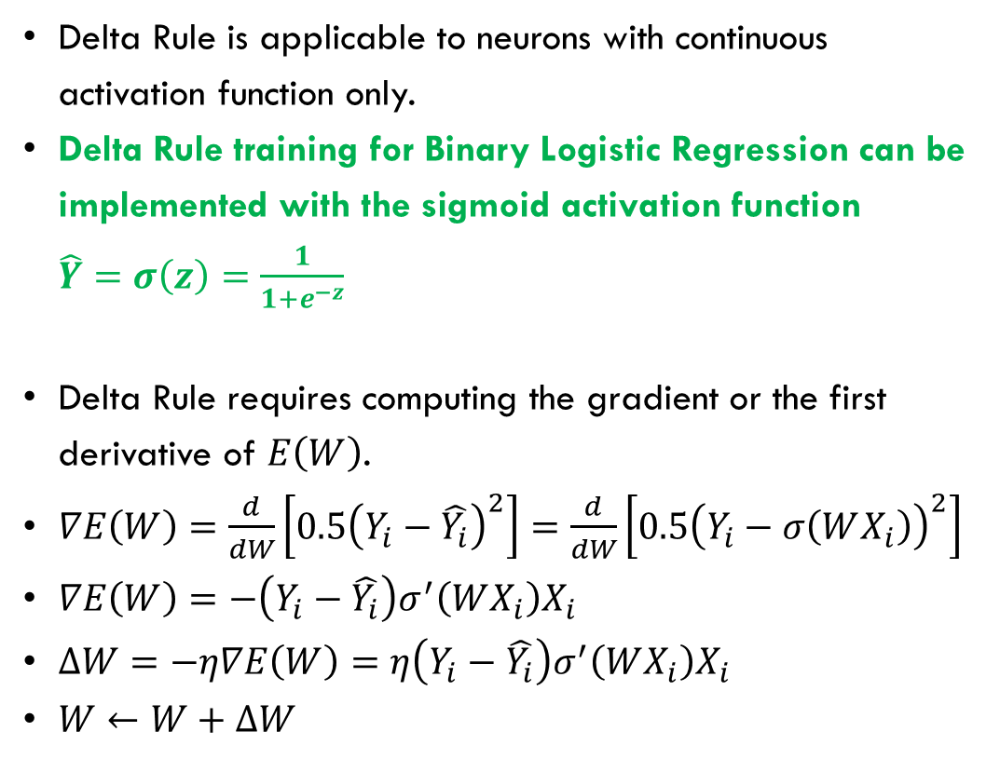 • Delta Rule is applicable to neurons with continuous
activation function only.
• Delta Rule training for Binary Logistic Regression can be
implemented with the sigmoid activation function
$\widehat{Y} = \sigma(z) = \frac{1}{1+e^{-z}}$
• Delta Rule requires computing the gradient or the first
derivative of $E(W)$.
• $\nabla E(W) = \frac{d}{dW}\left[0.5\left(Y_i - \widehat{Y_i}\right)^2\right] = \frac{d}{dW}\left[0.5\left(Y_i - \sigma(WX_i)\right)^2\right]$
• $\nabla E(W) = -\left(Y_i - \widehat{Y_i}\right)\sigma'(WX_i)X_i$
• $\Delta W = -\eta\nabla E(W) = \eta\left(Y_i - \widehat{Y_i}\right)\sigma'(WX_i)X_i$
• $W \leftarrow W + \Delta W$